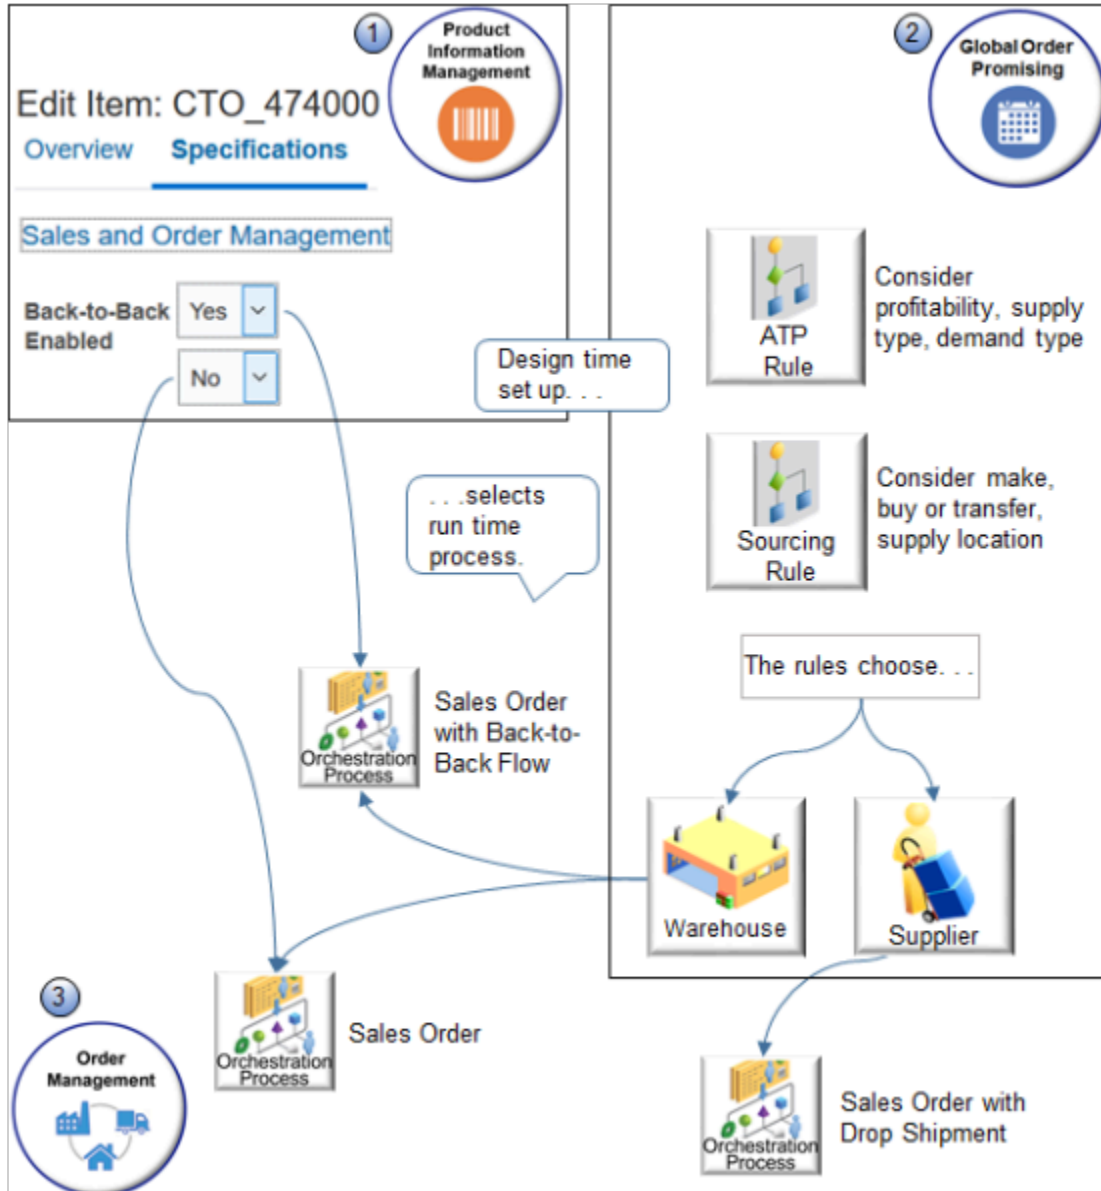 1
Product
Information
Management
Edit Item: CTO_474000
Overview Specifications
Sales and Order Management
Back-to-Back
Enabled
Yes
No
2
Global Order
Promising
ATP
Rule
Consider
profitability, supply
type, demand type
Design time
set up. . .
. . .selects
run time
process.
Sourcing
Rule
Consider make,
buy or transfer,
supply location
The rules choose. . .
Orchestration
Process
Sales Order
with Back-to-
Back Flow
Warehouse
Supplier
3
Order
Management
Orchestration
Process
Sales Order
Orchestration
Process
Sales Order with
Drop Shipment